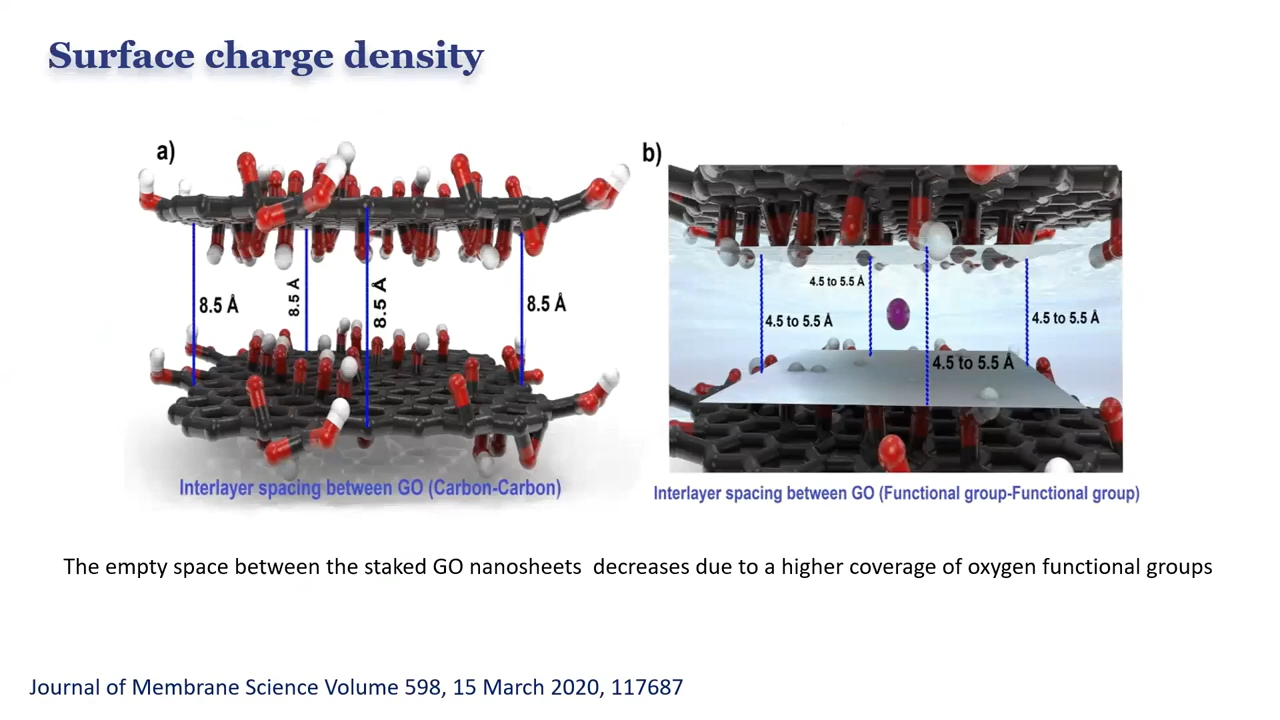 Surface charge density
a)
8.5 Å
8.5 Å
8.5 Å
8.5 Å
Interlayer spacing between GO (Carbon-Carbon)
b)
4.5 to 5.5 Å
4.5 to 5.5 Å
4.5 to 5.5 Å
4.5 to 5.5 Å
Interlayer spacing between GO (Functional group-Functional group)
The empty space between the staked GO nanosheets decreases due to a higher coverage of oxygen functional groups
Journal of Membrane Science Volume 598, 15 March 2020, 117687